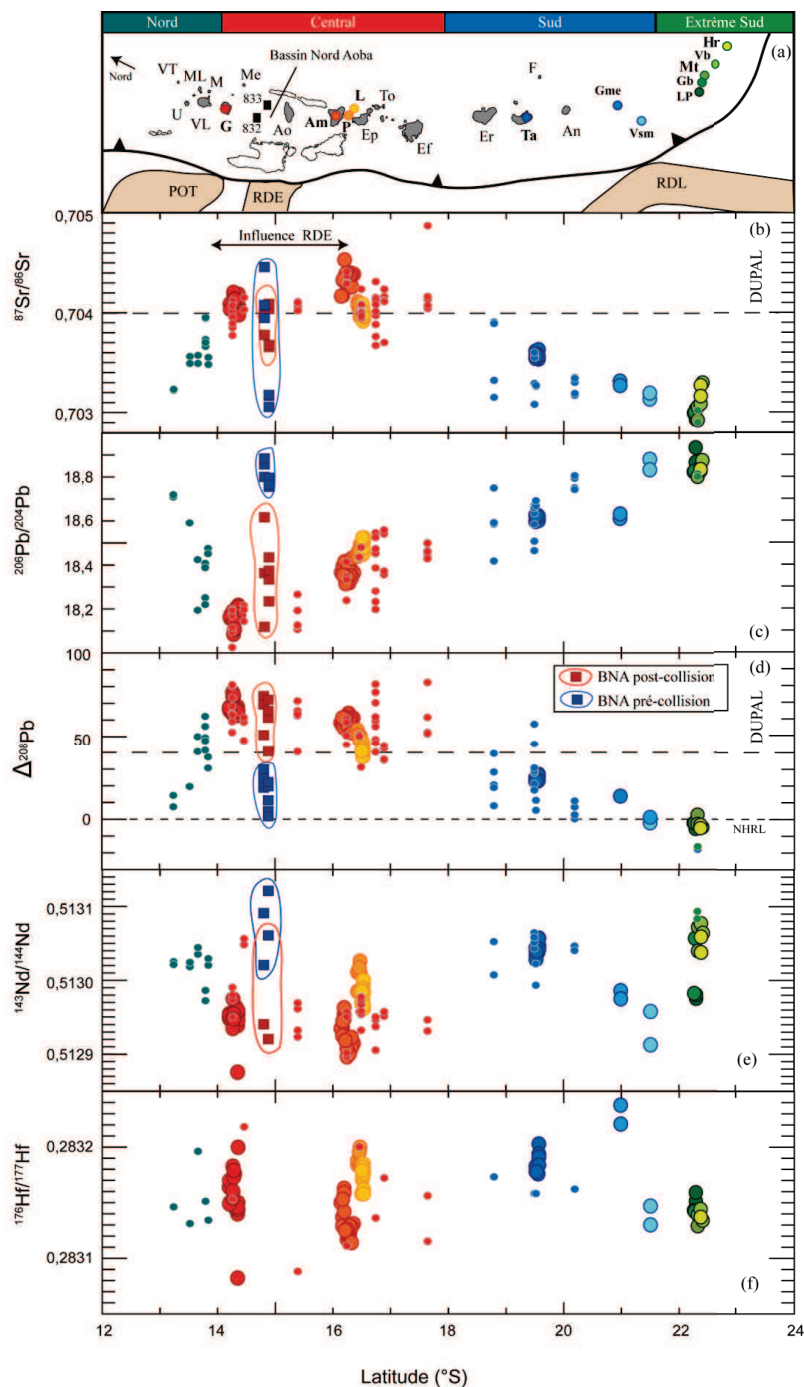 Nord Central Sud Extrême Sud
(a)
Nord
Bassin Nord Aoba
VT ML M Me
U VL G 833 832 Ao
L To
Am P Ep Ef
F
Er Ta An
Gme Vsm
Hr
Vb
Mt
Gb
LP
POT RDE RDL
0,705
0,704
0,703
87Sr/86Sr
Influence RDE
DUPAL
(b)
18,8
18,6
18,4
18,2
206Pb/204Pb
(c)
100
50
0
Δ208Pb
BNA post-collision
BNA pré-collision
DUPAL
NHRL
(d)
0,5131
0,5130
0,5129
143Nd/144Nd
(e)
0,2832
0,2831
176Hf/177Hf
(f)
12 14 16 18 20 22 24
Latitude (°S)